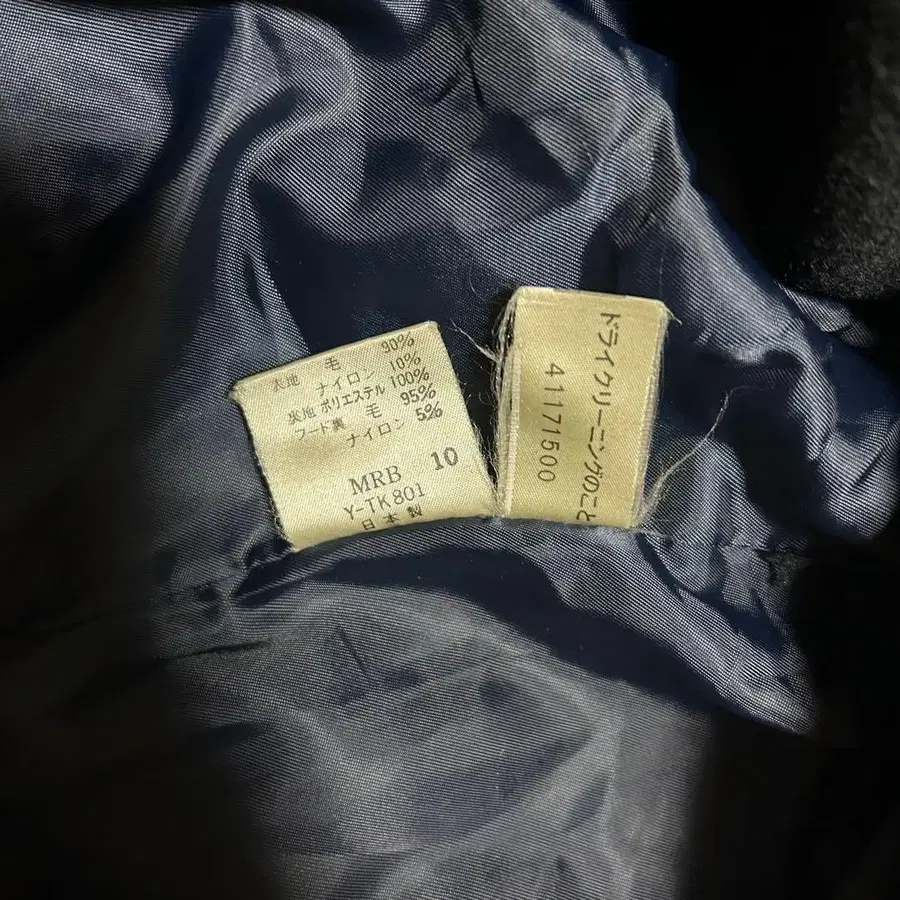 表地 毛 90%
ナイロン 10%
裏地 ポリエステル 100%
フード裏 毛 95%
ナイロン 5%
10
MRB
Y-TK801
日本製
ドライクリーニングのこと
41171500